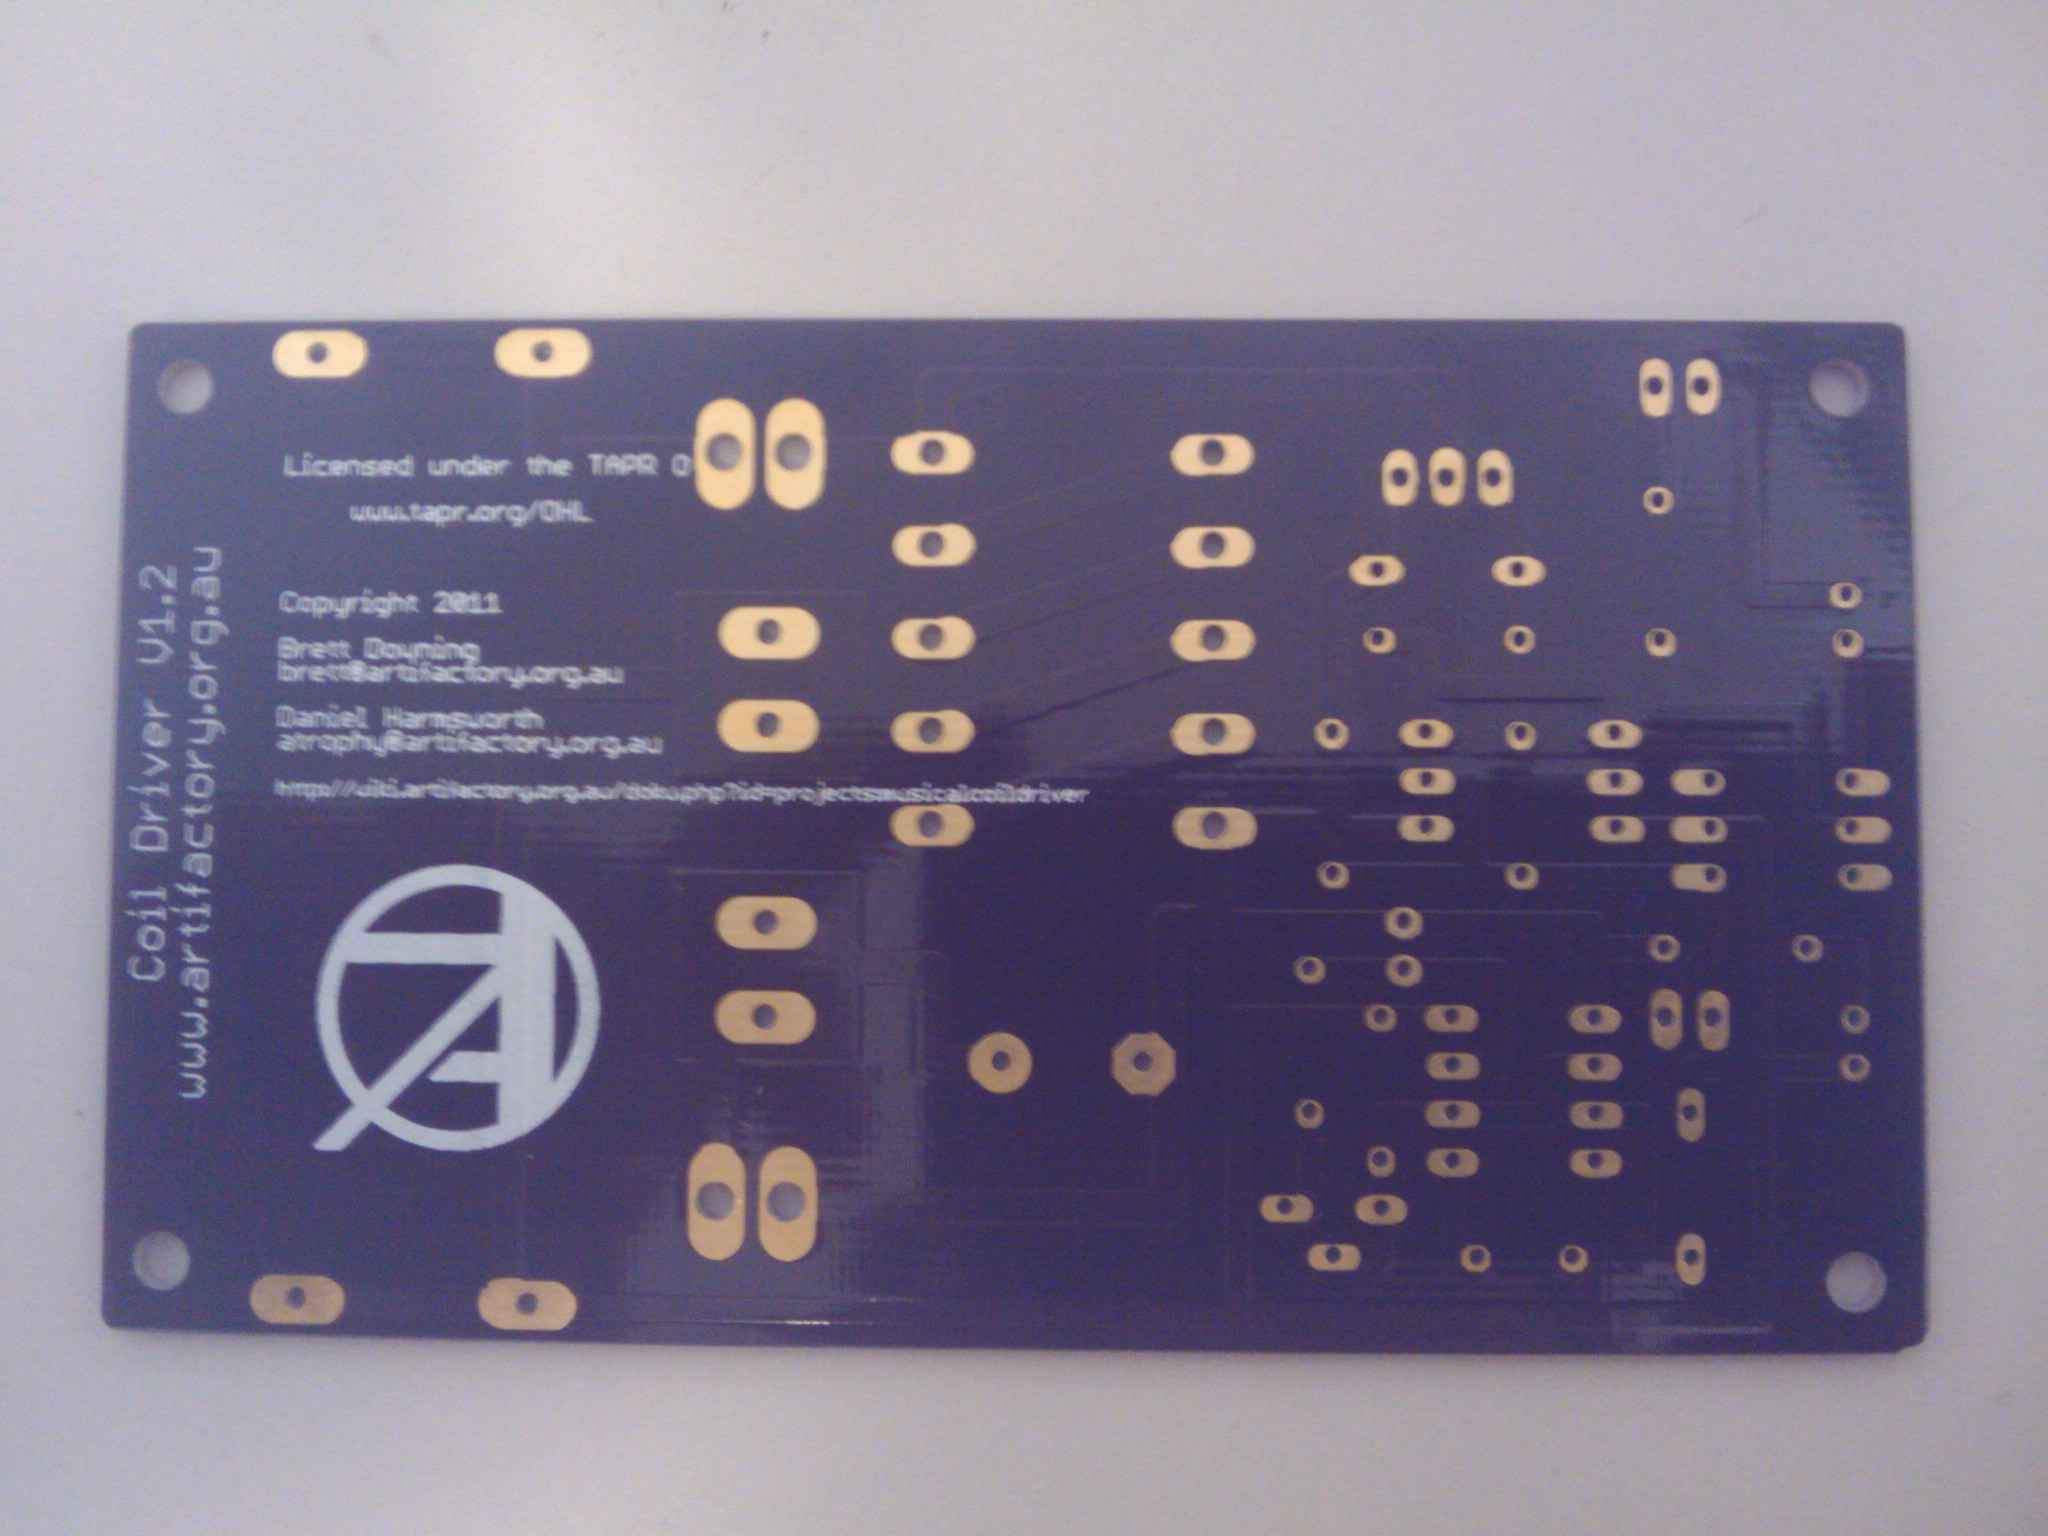 Coil Driver V1.2
www.artifactory.org.au
Licensed under the TAPR O
www.tapr.org/OHL
Copyright 2011
Brett Downing
brett@artifactory.org.au
Daniel Harmsworth
atrophy@artifactory.org.au
http://wiki.artifactory.org.au/doku.php?id=projects:musicalcoildriver